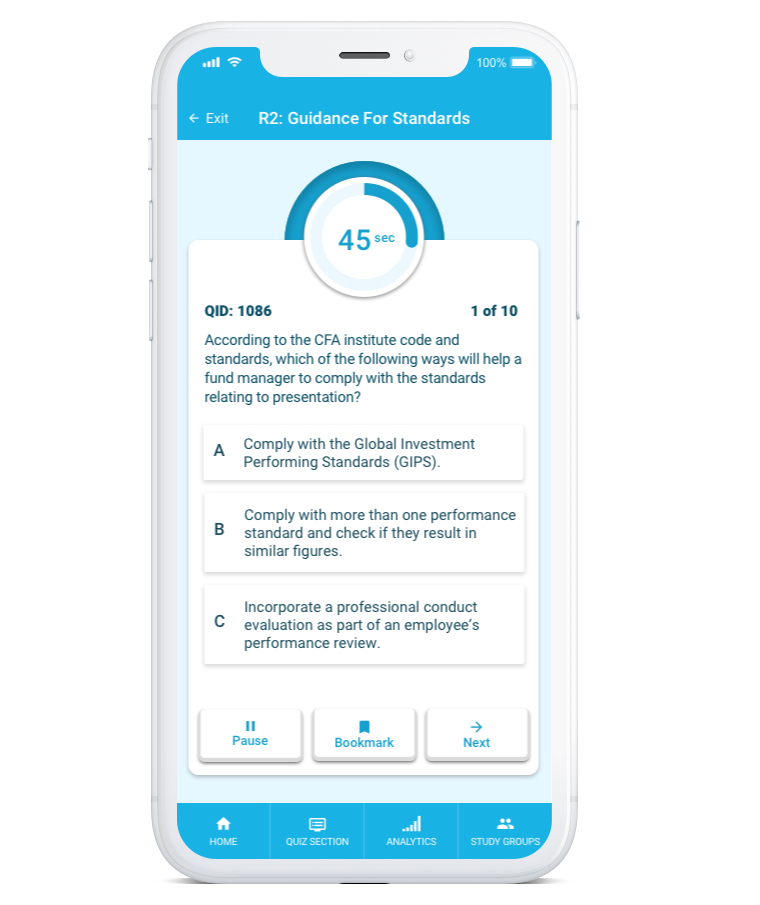 100%
← Exit R2: Guidance For Standards
45 sec
QID: 1086 1 of 10
According to the CFA institute code and
standards, which of the following ways will help a
fund manager to comply with the standards
relating to presentation?
A Comply with the Global Investment
Performing Standards (GIPS).
B Comply with more than one performance
standard and check if they result in
similar figures.
C Incorporate a professional conduct
evaluation as part of an employee's
performance review.
Pause Bookmark Next
HOME QUIZ SECTION ANALYTICS STUDY GROUPS